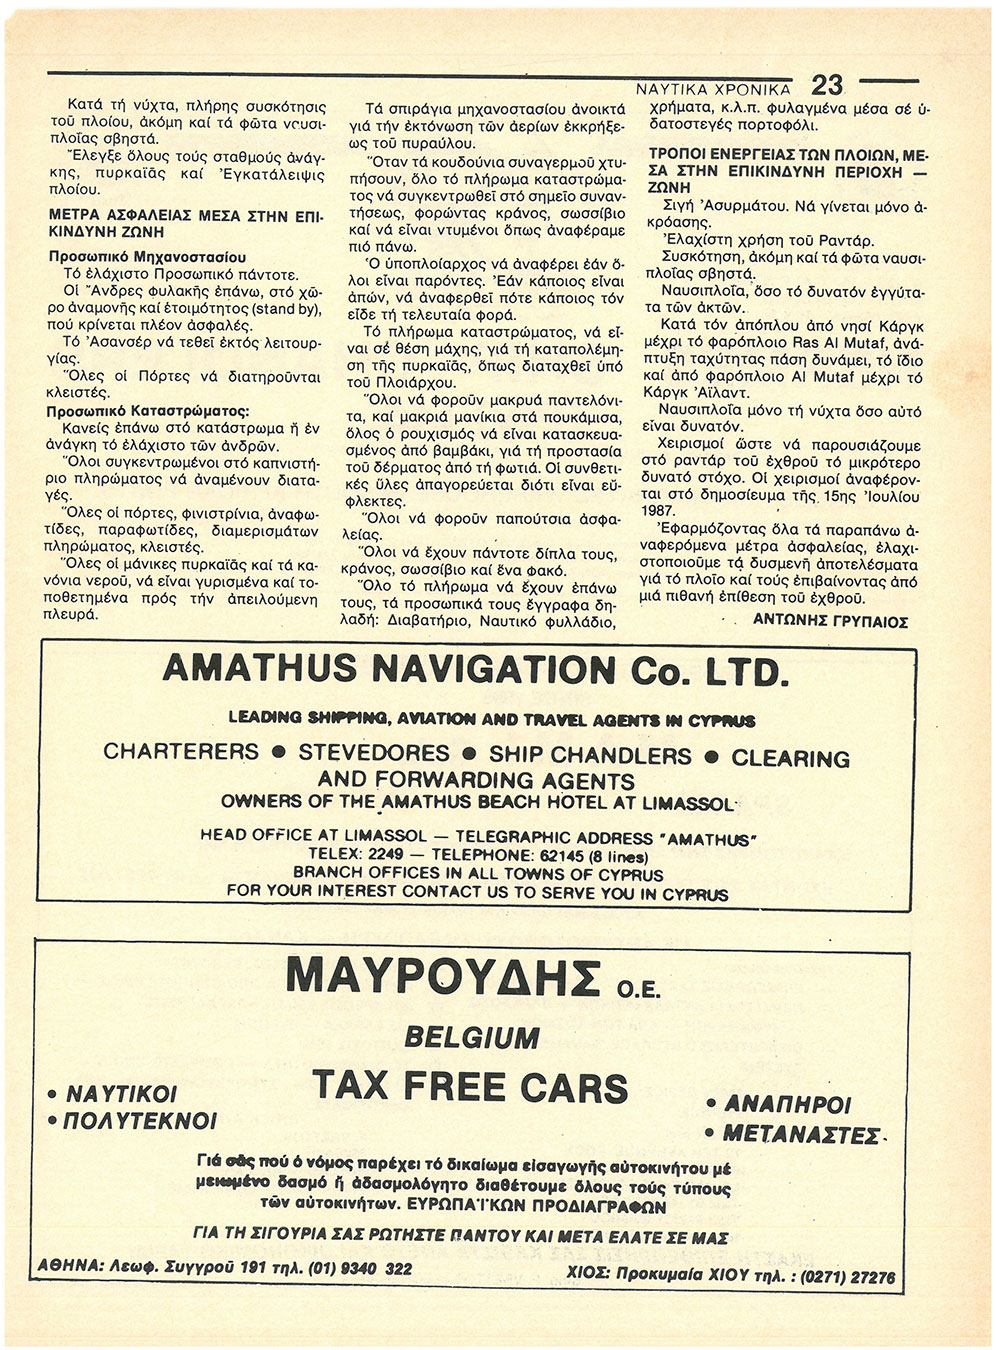 ΝΑΥΤΙΚΑ ΧΡΟΝΙΚΑ 23
Κατά τή νύχτα, πλήρης συσκότησις
τοῦ πλοίου, ἀκόμη καί τά φῶτα ναυσι-
πλοΐας σβηστά.
Ἔλεγξε ὅλους τούς σταθμούς ἀνάγ-
κης, πυρκαϊᾶς καί Ἐγκατάλειψις
πλοίου.
ΜΕΤΡΑ ΑΣΦΑΛΕΙΑΣ ΜΕΣΑ ΣΤΗΝ ΕΠΙ-
ΚΙΝΔΥΝΗ ΖΩΝΗ
Προσωπικό Μηχανοστασίου
Τό ἐλάχιστο Προσωπικό πάντοτε.
Οἱ Ἄνδρες φυλακῆς ἐπάνω, στό χῶ-
ρο ἀναμονῆς καί ἑτοιμότητος (stand by),
πού κρίνεται πλέον ἀσφαλές.
Τό Ἀσανσέρ νά τεθεῖ ἐκτός λειτουρ-
γίας.
Ὅλες οἱ Πόρτες νά διατηροῦνται
κλειστές.
Προσωπικό Καταστρώματος:
Κανείς ἐπάνω στό κατάστρωμα ἤ ἐν
ἀνάγκη τό ἐλάχιστο τῶν ἀνδρῶν.
Ὅλοι συγκεντρωμένοι στό καπνιστή-
ριο πληρώματος νά ἀναμένουν διατα-
γές.
Ὅλες οἱ πόρτες, φινιστρίνια, ἀναφω-
τίδες, παραφωτίδες, διαμερισμάτων
πληρώματος, κλειστές.
Ὅλες οἱ μάνικες πυρκαϊᾶς καί τά κα-
νόνια νεροῦ, νά εἶναι γυρισμένα καί το-
ποθετημένα πρός τήν ἀπειλούμενη
πλευρά.
Τά σπιράγια μηχανοστασίου ἀνοικτά
γιά τήν ἐκτόνωση τῶν ἀερίων ἐκκρήξε-
ως τοῦ πυραύλου.
Ὅταν τά κουδούνια συναγερμοῦ χτυ-
πήσουν, ὅλο τό πλήρωμα καταστρώμα-
τος νά συγκεντρωθεῖ στό σημεῖο συναν-
τήσεως, φορώντας κράνος, σωσσίβιο
καί νά εἶναι ντυμένοι ὅπως ἀναφέραμε
πιό πάνω.
Ὁ ὑποπλοίαρχος νά ἀναφέρει ἐάν ὅ-
λοι εἶναι παρόντες. Ἐάν κάποιος εἶναι
ἀπών, νά ἀναφερθεῖ πότε κάποιος τόν
εἶδε τή τελευταία φορά.
Τό πλήρωμα καταστρώματος, νά εἶ-
ναι σέ θέση μάχης, γιά τή καταπολέμη-
ση τῆς πυρκαϊᾶς, ὅπως διαταχθεῖ ὑπό
τοῦ Πλοιάρχου.
Ὅλοι νά φοροῦν μακρυά παντελόνι-
τα, καί μακριά μανίκια στά πουκάμισα,
ὅλος ὁ ρουχισμός νά εἶναι κατασκευα-
σμένος ἀπό βαμβάκι, γιά τή προστασία
τοῦ δέρματος ἀπό τή φωτιά. Οἱ συνθετι-
κές ὕλες ἀπαγορεύεται διότι εἶναι εὔ-
φλεκτες.
Ὅλοι νά φοροῦν παπούτσια ἀσφα-
λείας.
Ὅλοι νά ἔχουν πάντοτε δίπλα τους,
κράνος, σωσσίβιο καί ἕνα φακό.
Ὅλο τό πλήρωμα νά ἔχουν ἐπάνω
τους, τά προσωπικά τους ἔγγραφα δη-
λαδή: Διαβατήριο, Ναυτικό φυλλάδιο,
χρήματα, κ.λ.π. φυλαγμένα μέσα σέ ὑ-
δατοστεγές πορτοφόλι.
ΤΡΟΠΟΙ ΕΝΕΡΓΕΙΑΣ ΤΩΝ ΠΛΟΙΩΝ, ΜΕ-
ΣΑ ΣΤΗΝ ΕΠΙΚΙΝΔΥΝΗ ΠΕΡΙΟΧΗ —
ΖΩΝΗ
Σιγή Ἀσυρμάτου. Νά γίνεται μόνο ἀ-
κρόασης.
Ἐλαχίστη χρήση τοῦ Ραντάρ.
Συσκότηση, ἀκόμη καί τά φῶτα ναυσι-
πλοΐας σβηστά.
Ναυσιπλοΐα, ὅσο τό δυνατόν ἐγγύτα-
τα τῶν ἀκτῶν.
Κατά τόν ἀπόπλου ἀπό νησί Κάργκ
μέχρι τό φαρόπλοιο Ras Al Mutaf, ἀνά-
πτυξη ταχύτητας πάση δυνάμει, τό ἴδιο
καί ἀπό φαρόπλοιο Al Mutaf μέχρι τό
Κάργκ Ἄϊλαντ.
Ναυσιπλοΐα μόνο τή νύχτα ὅσο αὐτό
εἶναι δυνατόν.
Χειρισμοί ὥστε νά παρουσιάζουμε
στό ραντάρ τοῦ ἐχθροῦ τό μικρότερο
δυνατό στόχο. Οἱ χειρισμοί ἀναφέρον-
ται στό δημοσίευμα τῆς 15ης Ἰουλίου
1987.
Ἐφαρμόζοντας ὅλα τά παραπάνω ἀ-
ναφερόμενα μέτρα ἀσφαλείας, ἐλαχι-
στοποιοῦμε τά δυσμενῆ ἀποτελέσματα
γιά τό πλοῖο καί τούς ἐπιβαίνοντας ἀπό
μιά πιθανή ἐπίθεση τοῦ ἐχθροῦ.
ΑΝΤΩΝΗΣ ΓΡΥΠΑΙΟΣ
AMATHUS NAVIGATION Co. LTD.
LEADING SHIPPING, AVIATION AND TRAVEL AGENTS IN CYPRUS
CHARTERERS ● STEVEDORES ● SHIP CHANDLERS ● CLEARING
AND FORWARDING AGENTS
OWNERS OF THE AMATHUS BEACH HOTEL AT LIMASSOL
HEAD OFFICE AT LIMASSOL — TELEGRAPHIC ADDRESS "AMATHUS"
TELEX: 2249 — TELEPHONE: 62145 (8 lines)
BRANCH OFFICES IN ALL TOWNS OF CYPRUS
FOR YOUR INTEREST CONTACT US TO SERVE YOU IN CYPRUS
ΜΑΥΡΟΥΔΗΣ Ο.Ε.
BELGIUM
TAX FREE CARS
• ΝΑΥΤΙΚΟΙ
• ΠΟΛΥΤΕΚΝΟΙ
• ΑΝΑΠΗΡΟΙ
• ΜΕΤΑΝΑΣΤΕΣ
Γιά σᾶς πού ὁ νόμος παρέχει τό δικαίωμα εἰσαγωγῆς αὐτοκινήτου μέ
μειωμένο δασμό ἤ ἀδασμολόγητο διαθέτουμε ὅλους τούς τύπους
τῶν αὐτοκινήτων. ΕΥΡΩΠΑΪΚΩΝ ΠΡΟΔΙΑΓΡΑΦΩΝ
ΓΙΑ ΤΗ ΣΙΓΟΥΡΙΑ ΣΑΣ ΡΩΤΗΣΤΕ ΠΑΝΤΟΥ ΚΑΙ ΜΕΤΑ ΕΛΑΤΕ ΣΕ ΜΑΣ
ΑΘΗΝΑ: Λεωφ. Συγγροῦ 191 τηλ. (01) 9340 322
ΧΙΟΣ: Προκυμαία ΧΙΟΥ τηλ. : (0271) 27276